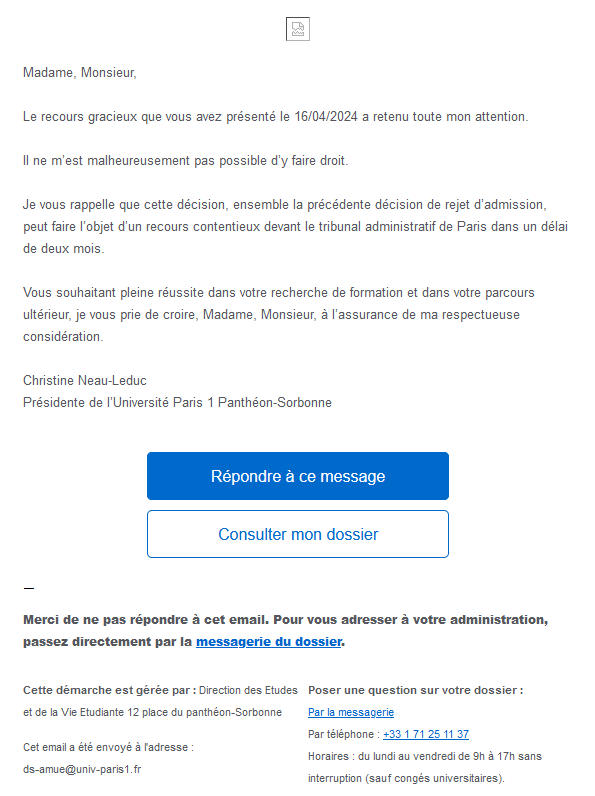 Madame, Monsieur,
Le recours gracieux que vous avez présenté le 16/04/2024 a retenu toute mon attention.
Il ne m’est malheureusement pas possible d’y faire droit.
Je vous rappelle que cette décision, ensemble la précédente décision de rejet d’admission,
peut faire l’objet d’un recours contentieux devant le tribunal administratif de Paris dans un délai
de deux mois.
Vous souhaitant pleine réussite dans votre recherche de formation et dans votre parcours
ultérieur, je vous prie de croire, Madame, Monsieur, à l’assurance de ma respectueuse
considération.
Christine Neau-Leduc
Présidente de l’Université Paris 1 Panthéon-Sorbonne
Répondre à ce message
Consulter mon dossier
—
Merci de ne pas répondre à cet email. Pour vous adresser à votre administration,
passez directement par la messagerie du dossier.
Cette démarche est gérée par : Direction des Etudes
et de la Vie Etudiante 12 place du panthéon-Sorbonne
Cet email a été envoyé à l'adresse :
ds-amue@univ-paris1.fr
Poser une question sur votre dossier :
Par la messagerie
Par téléphone : +33 1 71 25 11 37
Horaires : du lundi au vendredi de 9h à 17h sans
interruption (sauf congés universitaires).